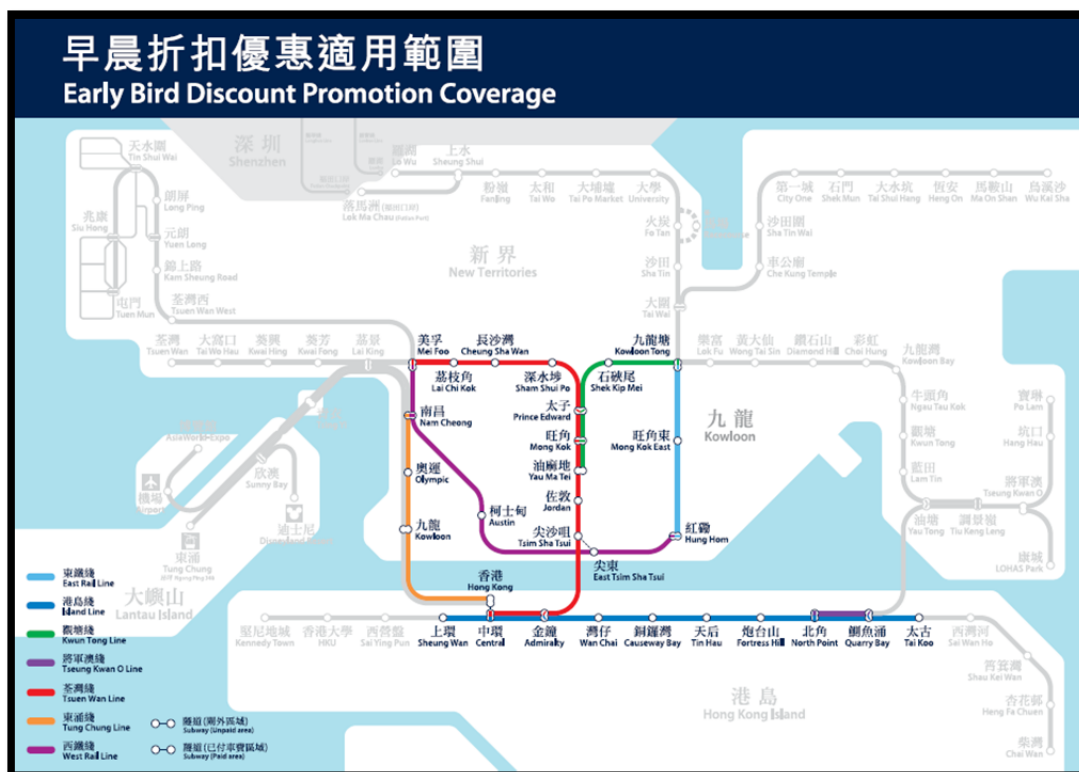 早晨折扣優惠適用範圍
Early Bird Discount Promotion Coverage
深圳
Shenzhen
天水圍
Tin Shui Wai
朗屏
Long Ping
兆康
Siu Hong
元朗
Yuen Long
錦上路
Kam Sheung Road
屯門
Tuen Mun
荃灣西
Tsuen Wan West
羅湖
Lo Wu
上水
Sheung Shui
落馬洲
Lok Ma Chau
粉嶺
Fanling
太和
Tai Wo
大埔墟
Tai Po Market
大學
University
火炭
Fo Tan
沙田
Sha Tin
大圍
Tai Wai
第一城
City One
石門
Shek Mun
大水坑
Tai Shui Hang
恆安
Heng On
馬鞍山
Ma On Shan
烏溪沙
Wu Kai Sha
沙田圍
Sha Tin Wai
車公廟
Che Kung Temple
新界
New Territories
荃灣
Tsuen Wan
大窩口
Tai Wo Hau
葵興
Kwai Hing
葵芳
Kwai Fong
荔景
Lai King
美孚
Mei Foo
長沙灣
Cheung Sha Wan
荔枝角
Lai Chi Kok
深水埗
Sham Shui Po
石硤尾
Shek Kip Mei
九龍塘
Kowloon Tong
樂富
Lok Fu
黃大仙
Wong Tai Sin
鑽石山
Diamond Hill
彩虹
Choi Hung
九龍灣
Kowloon Bay
牛頭角
Ngau Tau Kok
觀塘
Kwun Tong
藍田
Lam Tin
油塘
Yau Tong
調景嶺
Tiu Keng Leng
寶琳
Po Lam
坑口
Hang Hau
將軍澳
Tseung Kwan O
康城
LOHAS Park
太子
Prince Edward
旺角
Mong Kok
油麻地
Yau Ma Tei
佐敦
Jordan
尖沙咀
Tsim Sha Tsui
旺角東
Mong Kok East
紅磡
Hung Hom
尖東
East Tsim Sha Tsui
九龍
Kowloon
南昌
Nam Cheong
奧運
Olympic
柯士甸
Austin
九龍
Kowloon
香港
Hong Kong
AsiaWorld-Expo
機場
Airport
欣澳
Sunny Bay
迪士尼
東涌
Tung Chung
大嶼山
Lantau Island
堅尼地城
Kennedy Town
香港大學
HKU
西營盤
Sai Ying Pun
上環
Sheung Wan
中環
Central
金鐘
Admiralty
灣仔
Wan Chai
銅鑼灣
Causeway Bay
天后
Tin Hau
炮台山
Fortress Hill
北角
North Point
鰂魚涌
Quarry Bay
太古
Tai Koo
西灣河
Sai Wan Ho
筲箕灣
Shau Kei Wan
杏花邨
Heng Fa Chuen
柴灣
Chai Wan
港島
Hong Kong Island
東鐵綫
East Rail Line
港島綫
Island Line
觀塘綫
Kwun Tong Line
將軍澳綫
Tseung Kwan O Line
荃灣綫
Tsuen Wan Line
東涌綫
Tung Chung Line
西鐵綫
West Rail Line
隧道(閘外區域)
Subway (Unpaid area)
隧道(已付車費區域)
Subway (Paid area)